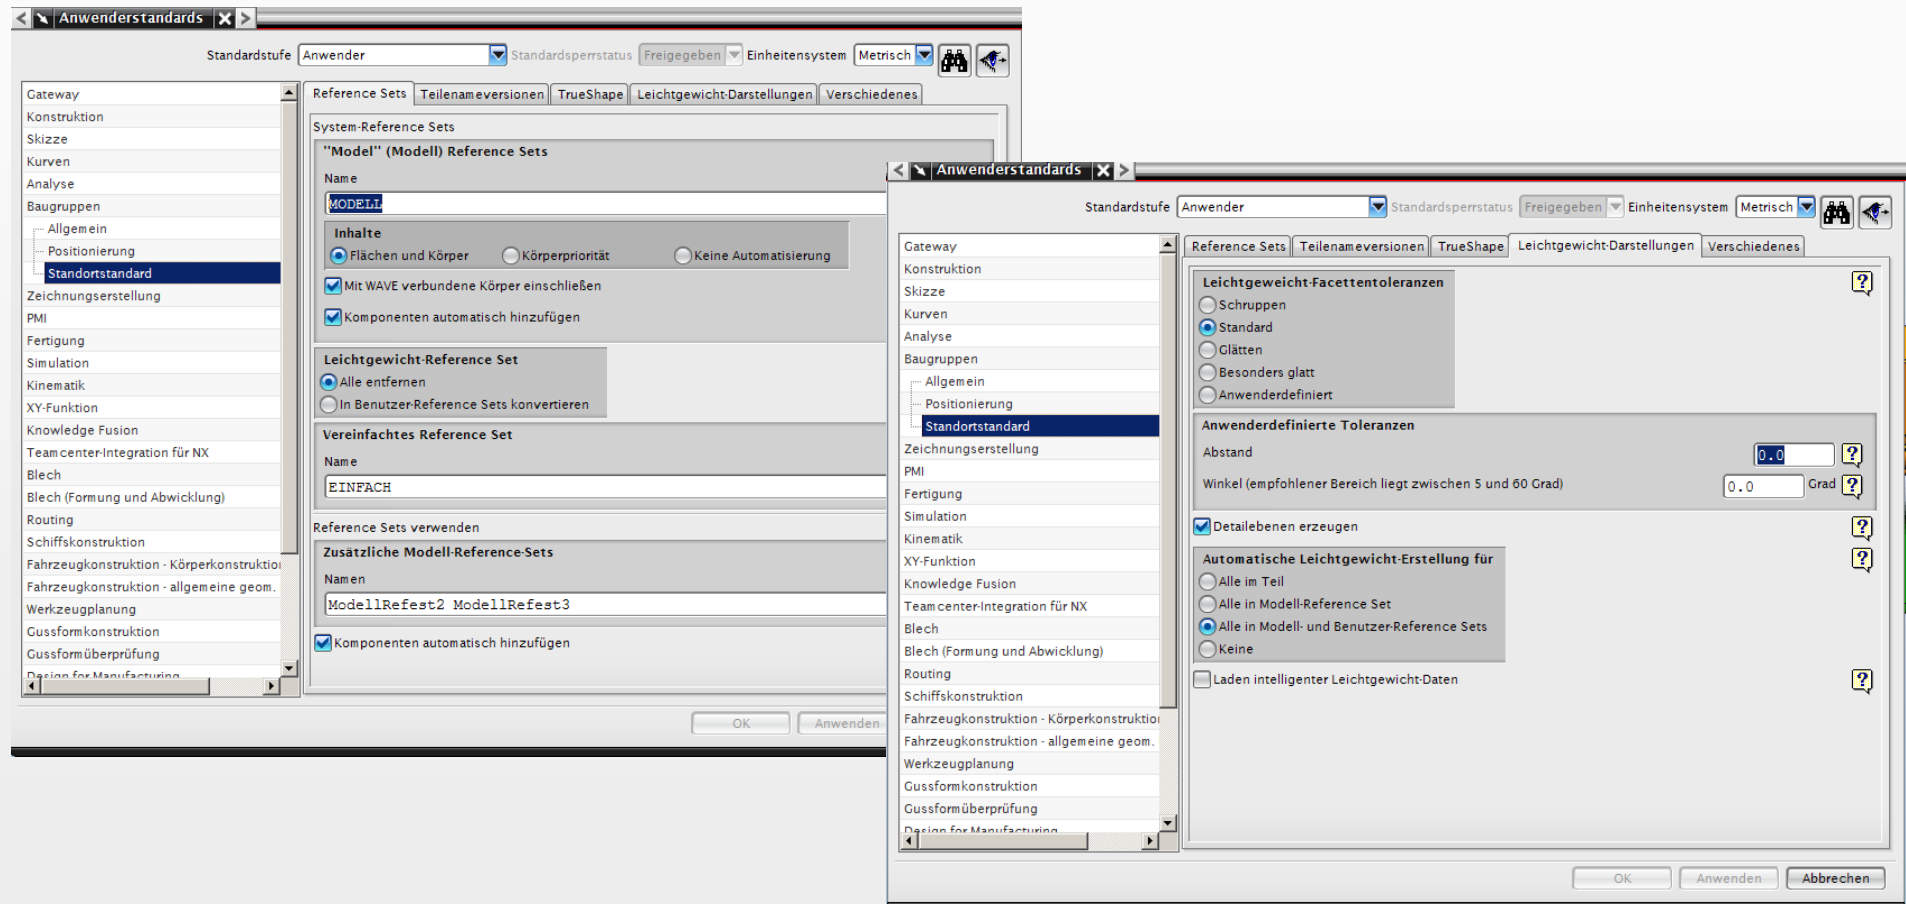 Anwenderstandards
Standardstufe Anwender Standardsperrstatus Freigegeben Einheitensystem Metrisch
Gateway
Konstruktion
Skizze
Kurven
Analyse
Baugruppen
Allgemein
Positionierung
Standortstandard
Zeichnungserstellung
PMI
Fertigung
Simulation
Kinematik
XY-Funktion
Knowledge Fusion
Teamcenter-Integration für NX
Blech
Blech (Formung und Abwicklung)
Routing
Schiffskonstruktion
Fahrzeugkonstruktion - Körperkonstruktion
Fahrzeugkonstruktion - allgemeine geom.
Werkzeugplanung
Gussformkonstruktion
Gussformüberprüfung
Design for Manufacturing
Reference Sets Teilenameversionen TrueShape Leichtgewicht-Darstellungen Verschiedenes
System-Reference Sets
"Model" (Modell) Reference Sets
Name
MODELL
Inhalte
Flächen und Körper Körperpriorität Keine Automatisierung
Mit WAVE verbundene Körper einschließen
Komponenten automatisch hinzufügen
Leichtgewicht-Reference Set
Alle entfernen
In Benutzer-Reference Sets konvertieren
Vereinfachtes Reference Set
Name
EINFACH
Reference Sets verwenden
Zusätzliche Modell-Reference-Sets
Namen
ModellRefest2 ModellRefest3
Komponenten automatisch hinzufügen
OK Anwenden
Anwenderstandards
Standardstufe Anwender Standardsperrstatus Freigegeben Einheitensystem Metrisch
Gateway
Konstruktion
Skizze
Kurven
Analyse
Baugruppen
Allgemein
Positionierung
Standortstandard
Zeichnungserstellung
PMI
Fertigung
Simulation
Kinematik
XY-Funktion
Knowledge Fusion
Teamcenter-Integration für NX
Blech
Blech (Formung und Abwicklung)
Routing
Schiffskonstruktion
Fahrzeugkonstruktion - Körperkonstruktion
Fahrzeugkonstruktion - allgemeine geom.
Werkzeugplanung
Gussformkonstruktion
Gussformüberprüfung
Design for Manufacturing
Reference Sets Teilenameversionen TrueShape Leichtgewicht-Darstellungen Verschiedenes
Leichtgeweicht-Facettentoleranzen
Schruppen
Standard
Glätten
Besonders glatt
Anwenderdefiniert
Anwenderdefinierte Toleranzen
Abstand 0.0
Winkel (empfohlener Bereich liegt zwischen 5 und 60 Grad) 0.0 Grad
Detailebenen erzeugen
Automatische Leichtgewicht-Erstellung für
Alle im Teil
Alle in Modell-Reference Set
Alle in Modell- und Benutzer-Reference Sets
Keine
Laden intelligenter Leichtgewicht-Daten
OK Anwenden Abbrechen